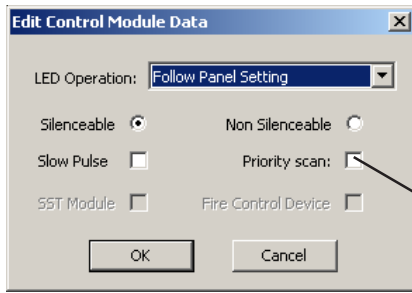 Edit Control Module Data
LED Operation: Follow Panel Setting
Silenceable Non Silenceable
Slow Pulse Priority scan:
SST Module Fire Control Device
OK Cancel